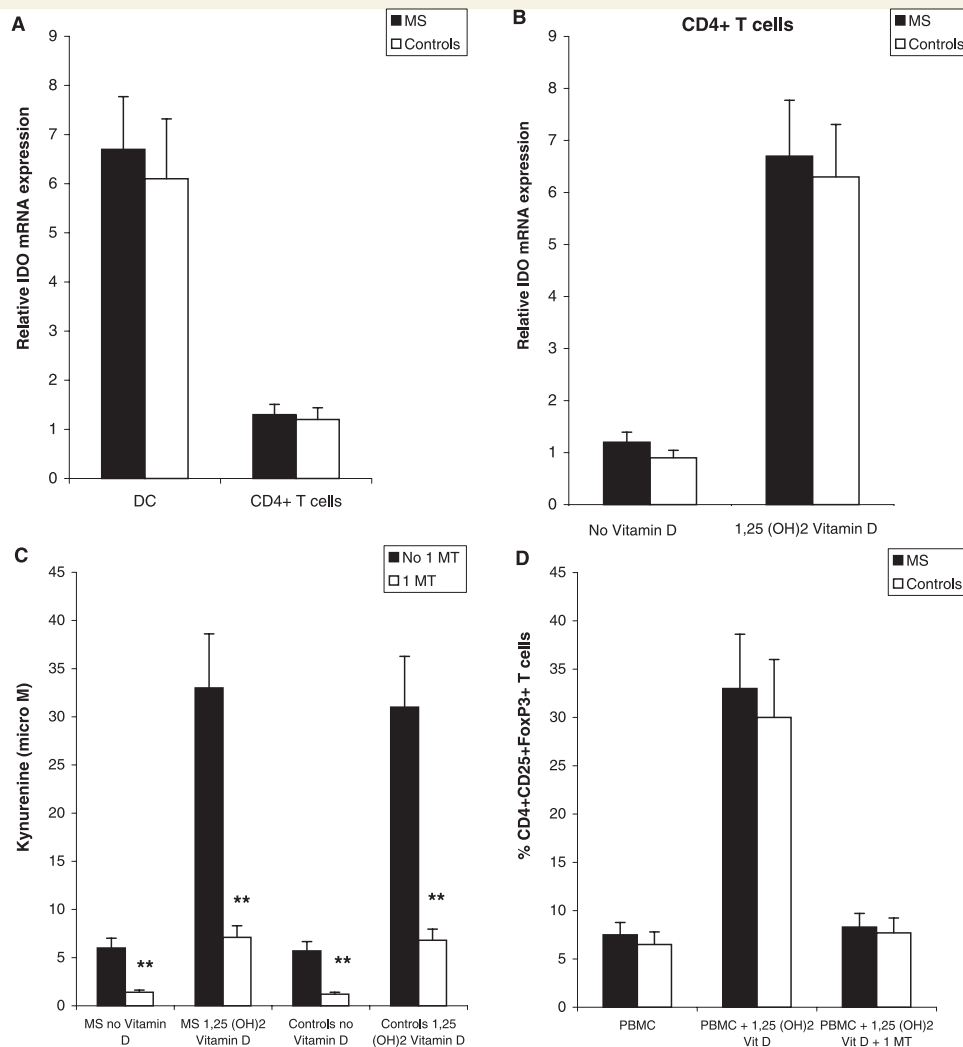 A
MS
Controls
Relative IDO mRNA expression
9
8
7
6
5
4
3
2
1
0
DC
CD4+ T cells
B
CD4+ T cells
MS
Controls
Relative IDO mRNA expression
9
8
7
6
5
4
3
2
1
0
No Vitamin D
1,25 (OH)2 Vitamin D
C
No 1 MT
1 MT
Kynurenine (micro M)
45
40
35
30
25
20
15
10
5
0
**
**
**
**
MS no Vitamin
D
MS 1,25 (OH)2
Vitamin D
Controls no
Vitamin D
Controls 1,25
(OH)2 Vitamin D
D
MS
Controls
% CD4+CD25+FoxP3+ T cells
45
40
35
30
25
20
15
10
5
0
PBMC
PBMC + 1,25 (OH)2
Vit D
PBMC + 1,25 (OH)2
Vit D + 1 MT